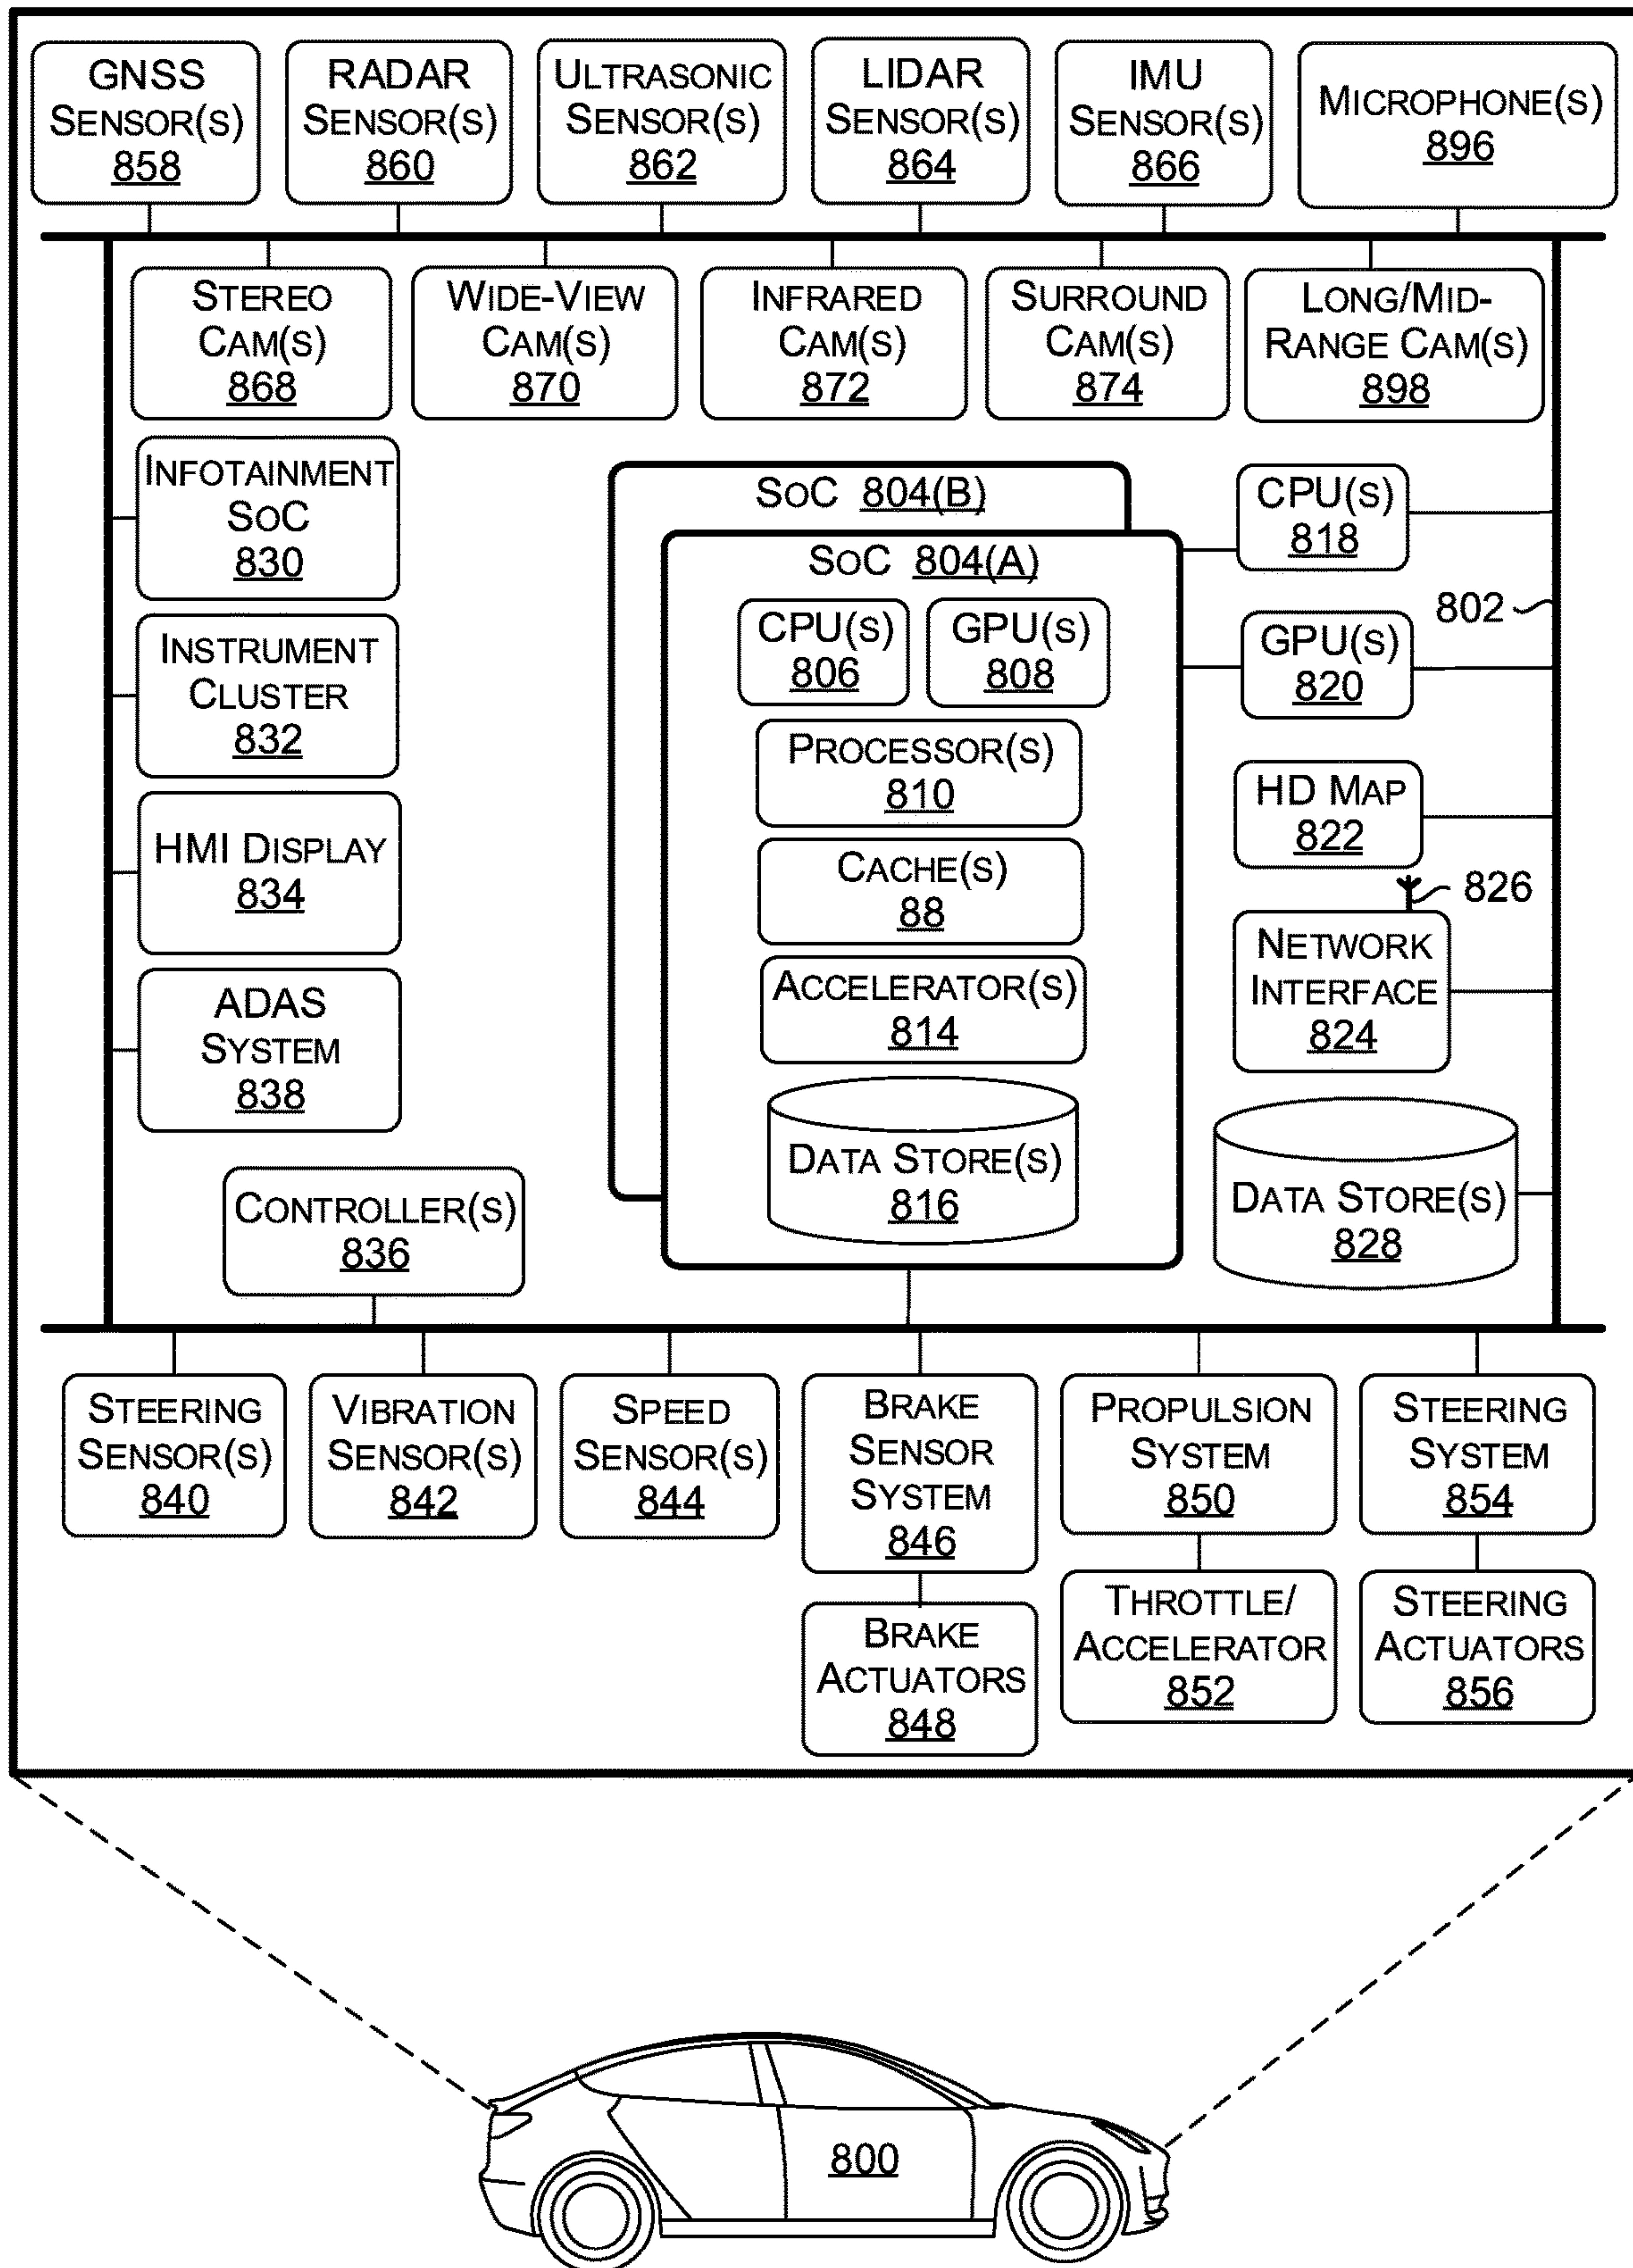 GNSS
SENSOR(S)
858
RADAR
SENSOR(S)
860
ULTRASONIC
SENSOR(S)
862
LIDAR
SENSOR(S)
864
IMU
SENSOR(S)
866
MICROPHONE(S)
896
STEREO
CAM(S)
868
WIDE-VIEW
CAM(S)
870
INFRARED
CAM(S)
872
SURROUND
CAM(S)
874
LONG/MID-
RANGE CAM(S)
898
INFOTAINMENT
SOC
830
INSTRUMENT
CLUSTER
832
HMI DISPLAY
834
ADAS
SYSTEM
838
CONTROLLER(S)
836
SOC 804(B)
SOC 804(A)
CPU(S)
806
GPU(S)
808
PROCESSOR(S)
810
CACHE(S)
88
ACCELERATOR(S)
814
DATA STORE(S)
816
CPU(S)
818
802
GPU(S)
820
HD MAP
822
826
NETWORK
INTERFACE
824
DATA STORE(S)
828
STEERING
SENSOR(S)
840
VIBRATION
SENSOR(S)
842
SPEED
SENSOR(S)
844
BRAKE
SENSOR
SYSTEM
846
PROPULSION
SYSTEM
850
STEERING
SYSTEM
854
BRAKE
ACTUATORS
848
THROTTLE/
ACCELERATOR
852
STEERING
ACTUATORS
856
800